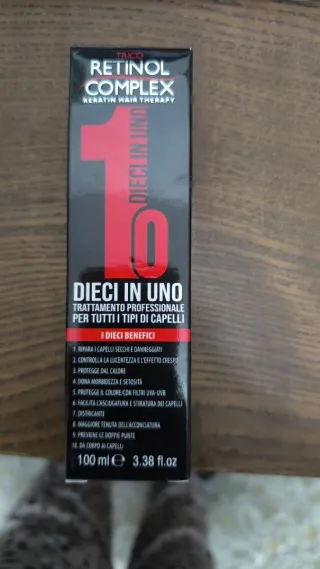 TRICO
RETINOL
COMPLEX
KERATIN HAIR THERAPY
10
DIECI IN UNO
DIECI IN UNO
TRATTAMENTO PROFESSIONALE
PER TUTTI I TIPI DI CAPELLI
I DIECI BENEFICI
1. RIPARA I CAPELLI SECCHI E DANNEGGIATI
2. CONTROLLA LA LUCENTEZZA E L'EFFETTO CRESPO
3. PROTEGGE DAL CALORE
4. DONA MORBIDEZZA E SETOSITÀ
5. PROTEGGE IL COLORE/CON FILTRI UVA-UVB
6. FACILITA L'ASCIUGATURA E STIRATURA DEI CAPELLI
7. DISTRICANTE
8. MAGGIORE TENUTA DELL'ACCONCIATURA
9. PREVIENE LE DOPPIE PUNTE
10. DA CORPO AI CAPELLI
100 ml ℮ 3.38 fl.oz